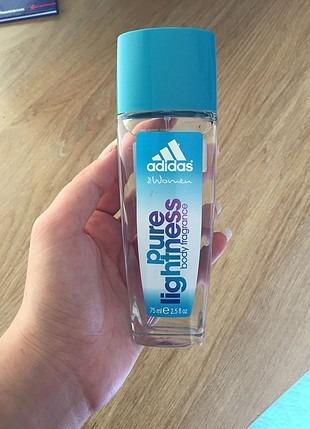 adidas
for Women
pure
lightness
body fragrance
75 ml ℮ 2.5 fl.oz